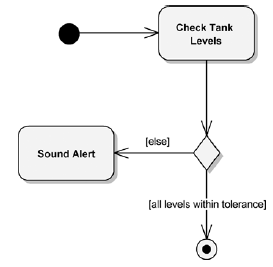 Check Tank
Levels
[else]
Sound Alert
[all levels within tolerance]